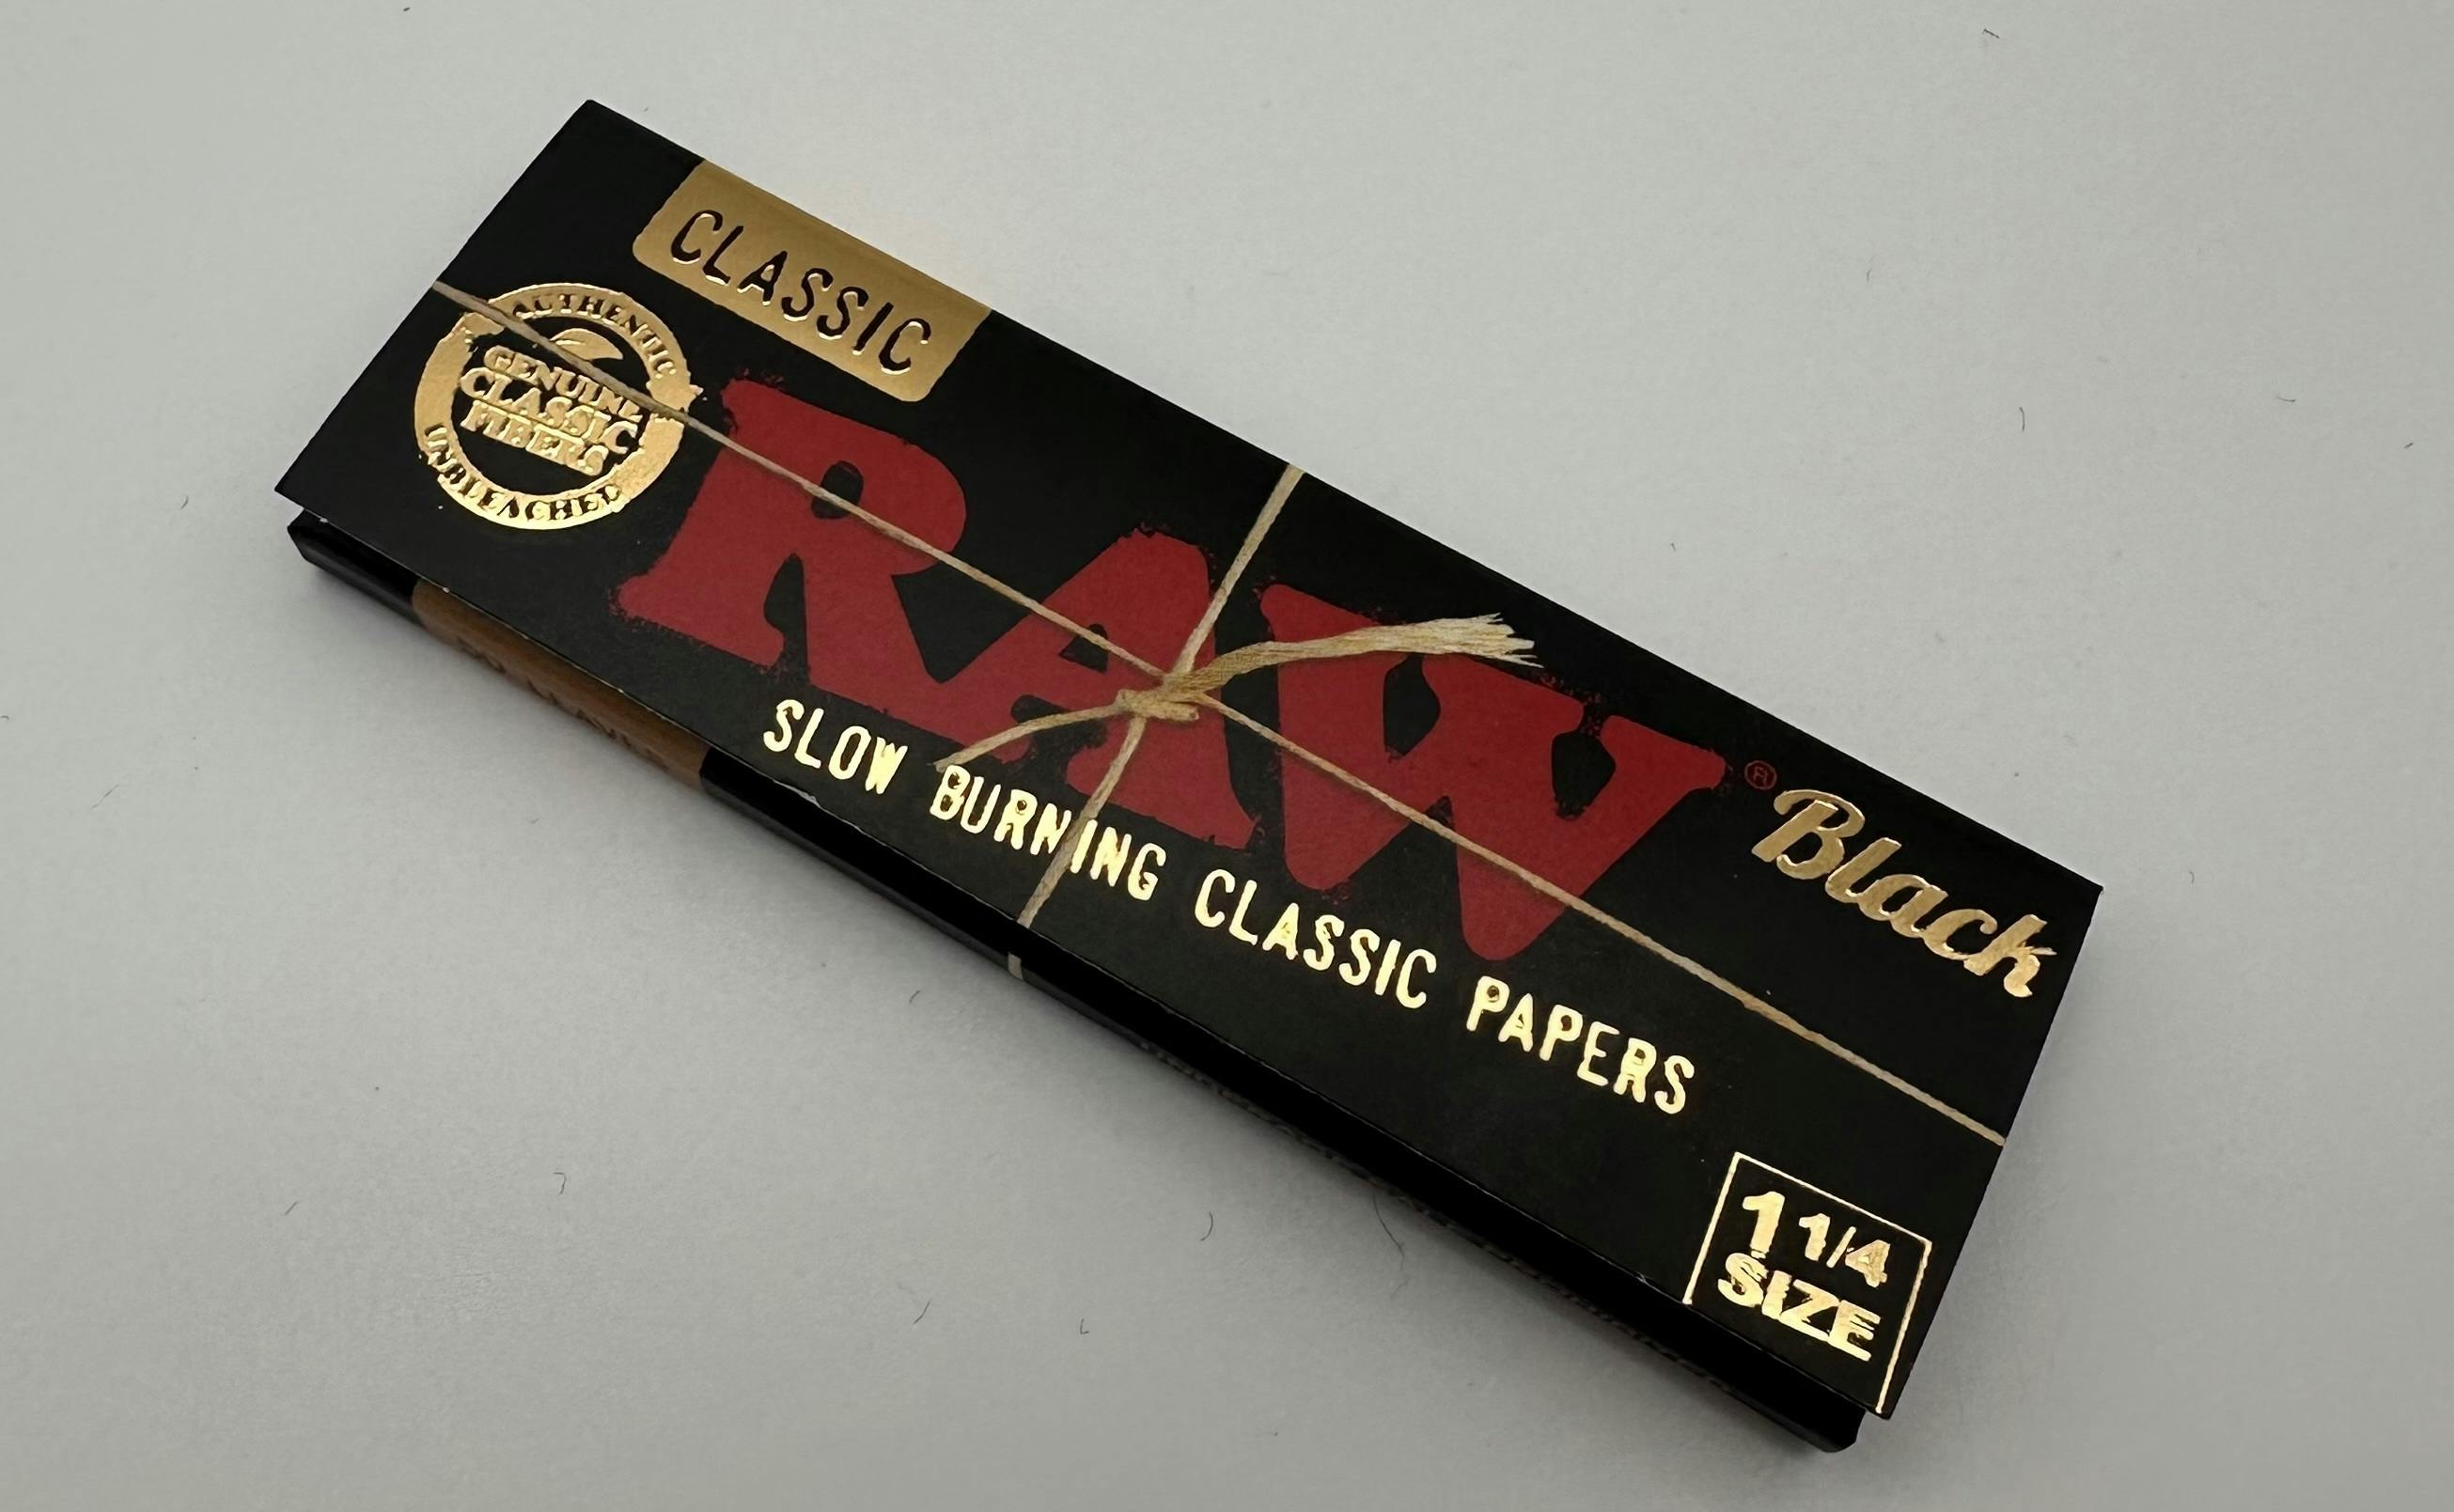 CLASSIC
AUTHENTIC
GENUINE
CLASSIC
FIBERS
UNBLEACHED
RAW®
Black
SLOW BURNING CLASSIC PAPERS
1 1/4
SIZE